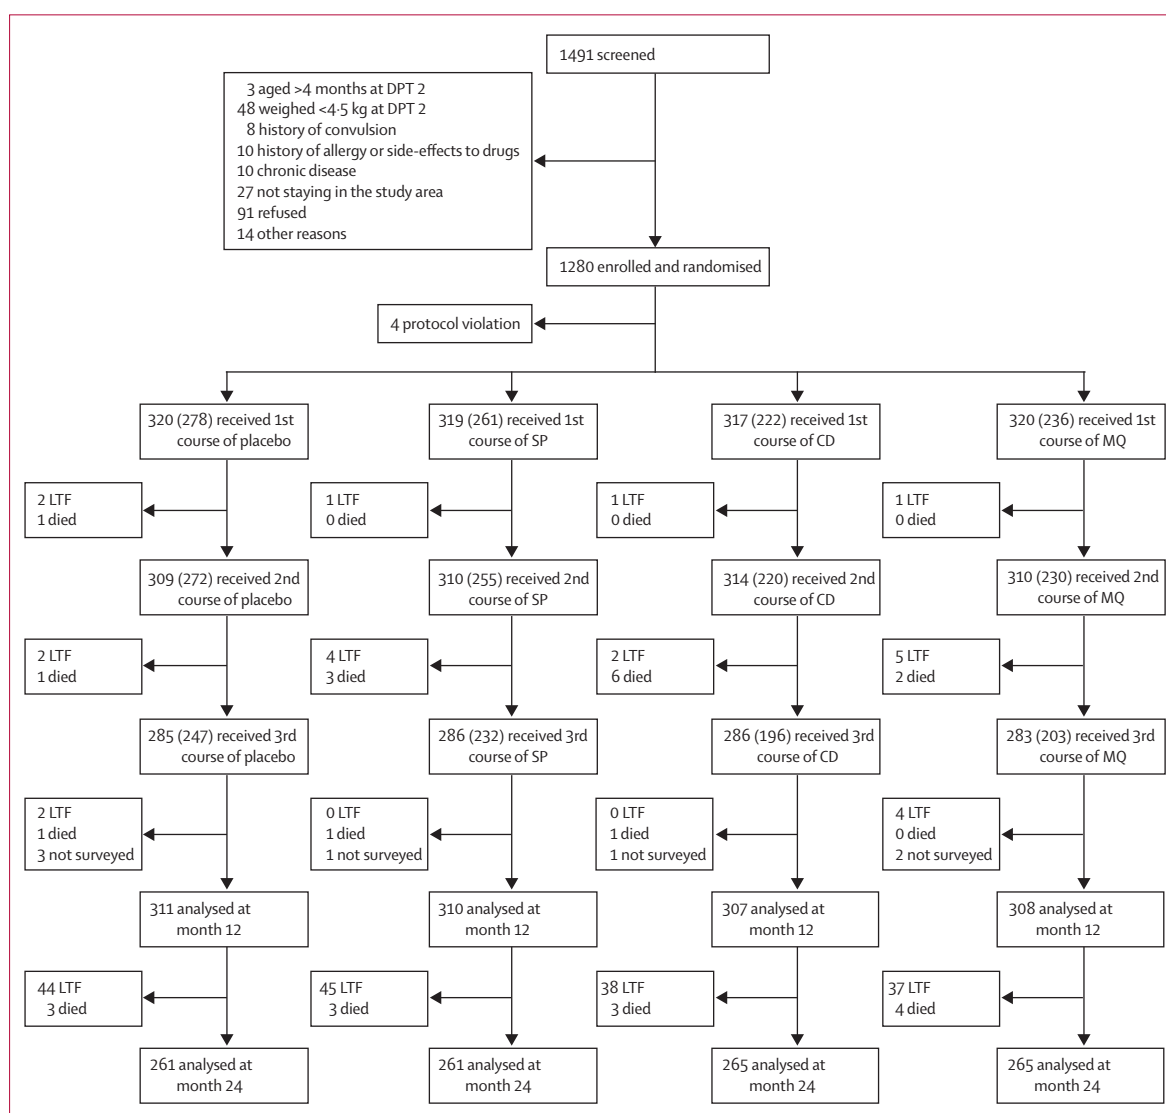 1491 screened
3 aged >4 months at DPT 2
48 weighed <4·5 kg at DPT 2
8 history of convulsion
10 history of allergy or side-effects to drugs
10 chronic disease
27 not staying in the study area
91 refused
14 other reasons
1280 enrolled and randomised
4 protocol violation
320 (278) received 1st
course of placebo
319 (261) received 1st
course of SP
317 (222) received 1st
course of CD
320 (236) received 1st
course of MQ
2 LTF
1 died
1 LTF
0 died
1 LTF
0 died
1 LTF
0 died
309 (272) received 2nd
course of placebo
310 (255) received 2nd
course of SP
314 (220) received 2nd
course of CD
310 (230) received 2nd
course of MQ
2 LTF
1 died
4 LTF
3 died
2 LTF
6 died
5 LTF
2 died
285 (247) received 3rd
course of placebo
286 (232) received 3rd
course of SP
286 (196) received 3rd
course of CD
283 (203) received 3rd
course of MQ
2 LTF
1 died
3 not surveyed
0 LTF
1 died
1 not surveyed
0 LTF
1 died
1 not surveyed
4 LTF
0 died
2 not surveyed
311 analysed at
month 12
310 analysed at
month 12
307 analysed at
month 12
308 analysed at
month 12
44 LTF
3 died
45 LTF
3 died
38 LTF
3 died
37 LTF
4 died
261 analysed at
month 24
261 analysed at
month 24
265 analysed at
month 24
265 analysed at
month 24